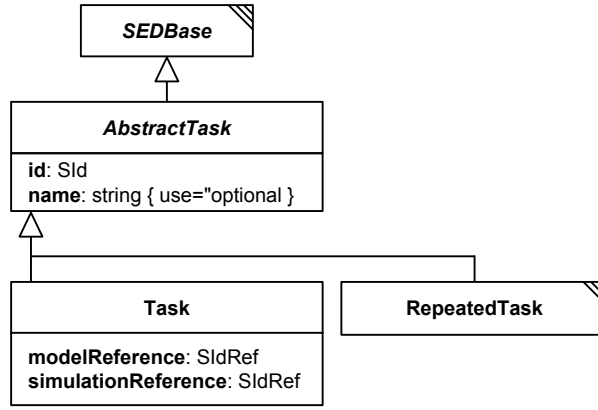 SEDBase
AbstractTask
id: SId
name: string { use="optional }
Task
RepeatedTask
modelReference: SIdRef
simulationReference: SIdRef